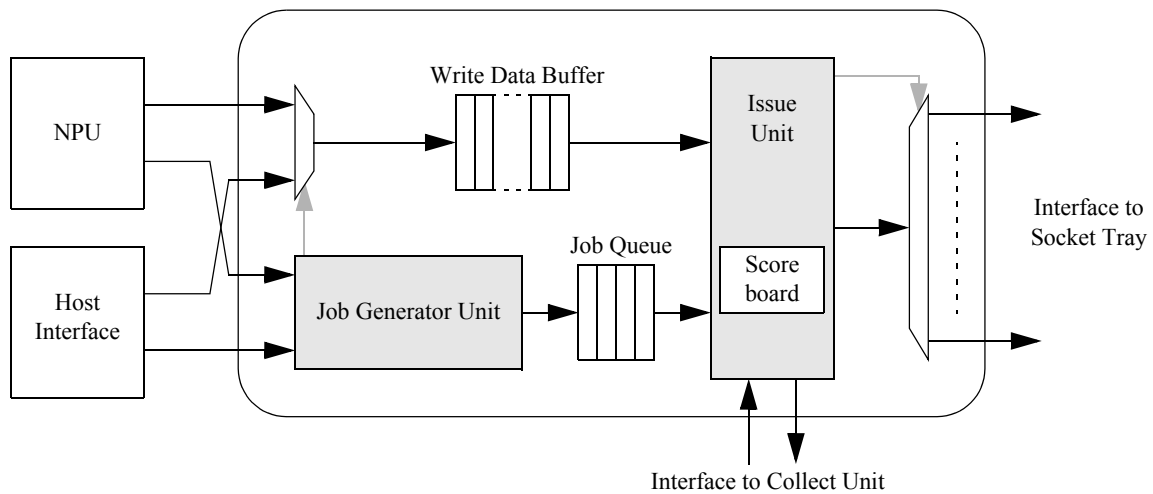 NPU
Host
Interface
Write Data Buffer
Job Generator Unit
Job Queue
Issue
Unit
Score
board
Interface to
Socket Tray
Interface to Collect Unit